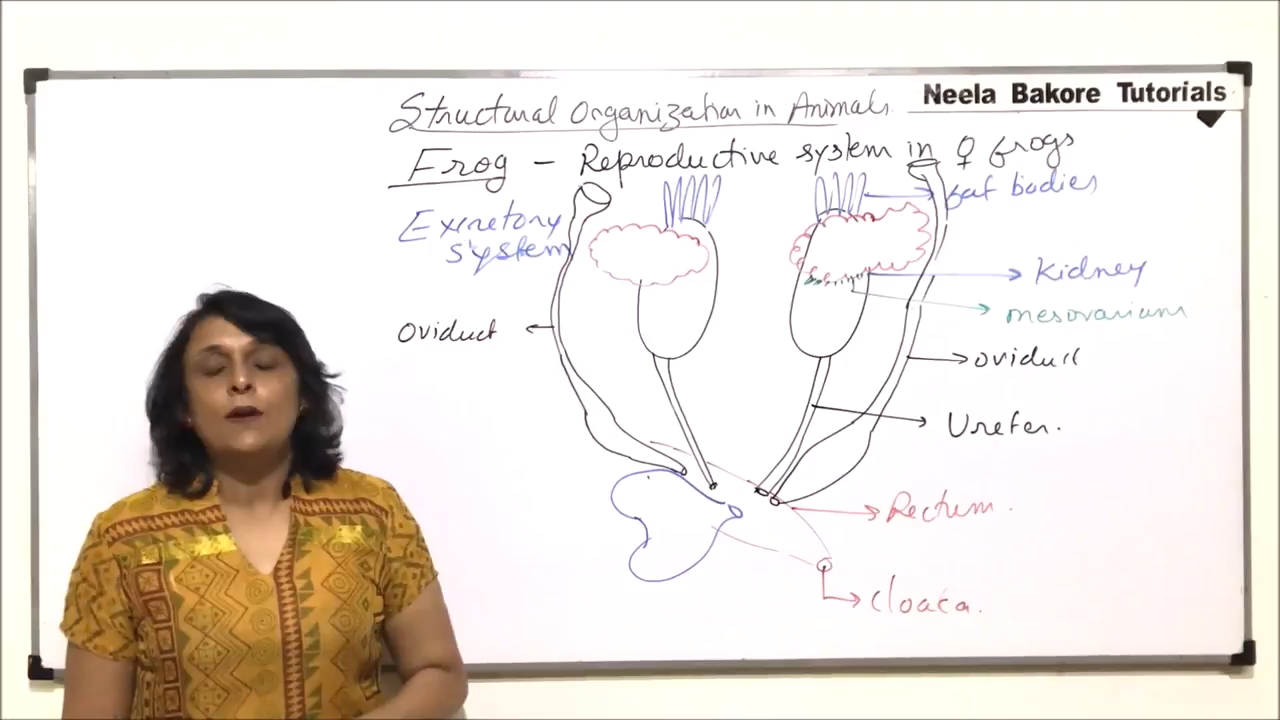 Neela Bakore Tutorials
Structural Organization in Animals.
Frog - Reproductive system in ♀ frogs
Excretory
system
fat bodies
Kidney
mesovarium
oviduct
oviduct
Ureter.
Rectum.
cloaca.